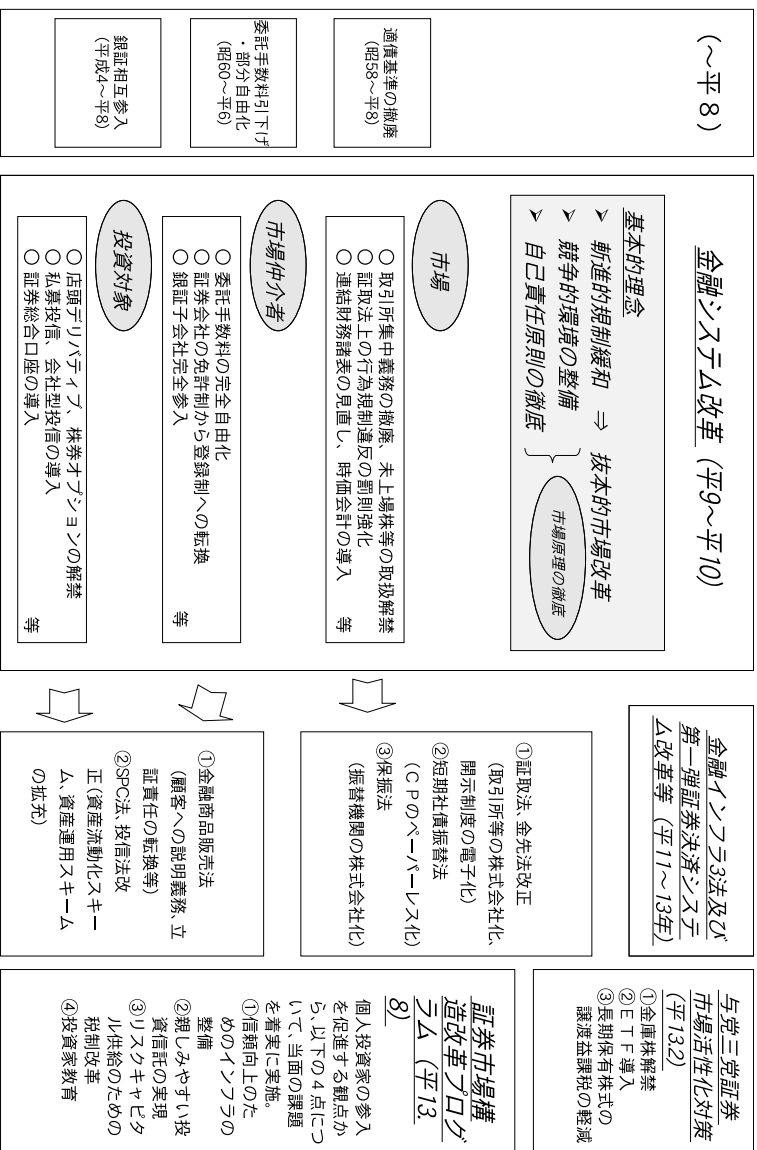 (～平８)
適債基準の撤廃
(昭58～平8)
委託手数料引下げ
・部分自由化
(昭60～平6)
銀証相互参入
(平成4～平8)
金融システム改革（平9～平10）
基本的理念
➢ 斬進的規制緩和 ⇒ 抜本的市場改革
➢ 競争的環境の整備
➢ 自己責任原則の徹底
市場原理の徹底
市場
○ 取引所集中義務の撤廃、未上場株等の取扱解禁
○ 証取法上の行為規制違反の罰則強化
○ 連結財務諸表の見直し、時価会計の導入 等
市場仲介者
○ 委託手数料の完全自由化
○ 証券会社の免許制から登録制への転換
○ 銀証子会社完全参入 等
投資対象
○ 店頭デリバティブ、株券オプションの解禁
○ 私募投信、会社型投信の導入
○ 証券総合口座の導入 等
金融インフラ3法及び
第一弾証券決済システ
ム改革等（平11～13年）
①証取法、金先法改正
(取引所等の株式会社化、
開示制度の電子化)
②短期社債振替法
(ＣＰのペーパーレス化)
③保振法
(振替機関の株式会社化)
①金融商品販売法
(顧客への説明義務、立
証責任の転換等)
②SPC法、投信法改
正(資産流動化スキー
ム、資産運用スキーム
の拡充)
与党三党証券
市場活性化対策
（平13.2）
①金庫株解禁
②ＥＴＦ導入
③長期保有株式の
譲渡益課税の軽減
証券市場構
造改革プログ
ラム（平13.
8）
個人投資家の参入
を促進する観点か
ら、以下の４点につ
いて、当面の課題
を着実に実施。
①信頼向上のた
めのインフラの
整備
②親しみやすい投
資信託の実現
③リスクキャピタ
ル供給のための
税制改革
④投資家教育